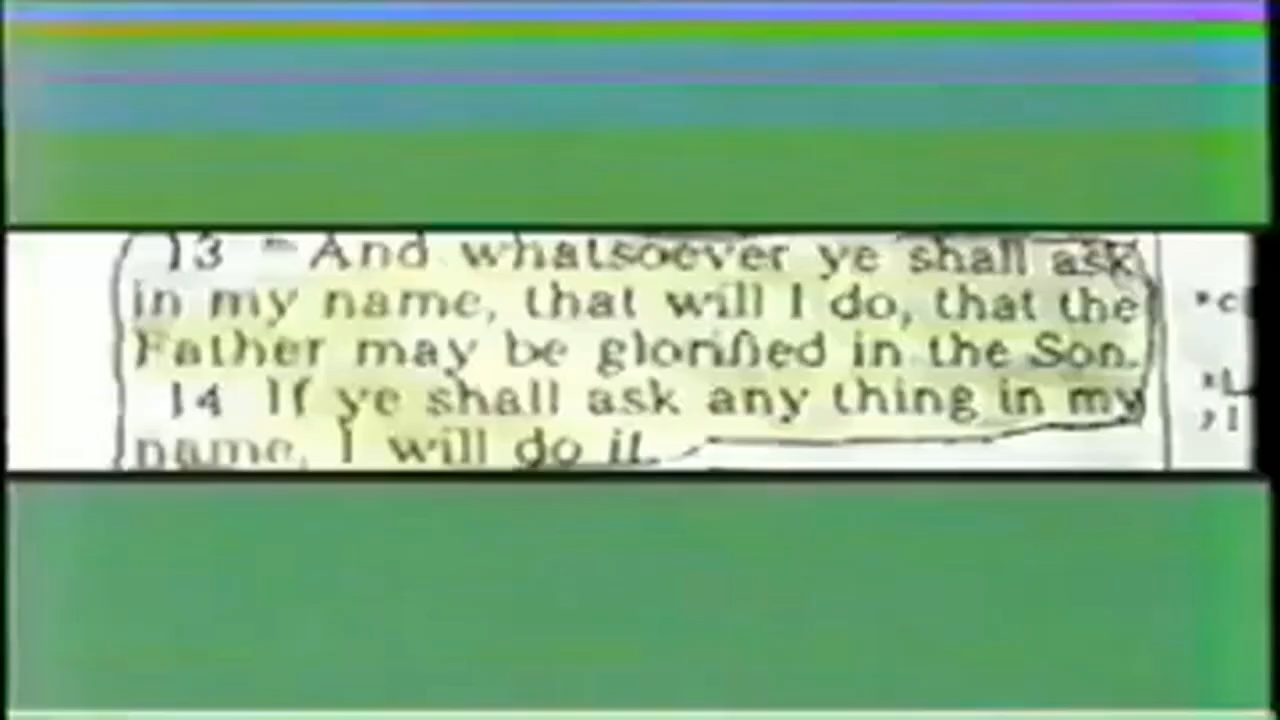 13 And whatsoever ye shall ask
in my name, that will I do, that the
Father may be glorified in the Son.
14 If ye shall ask any thing in my
name, I will do it.